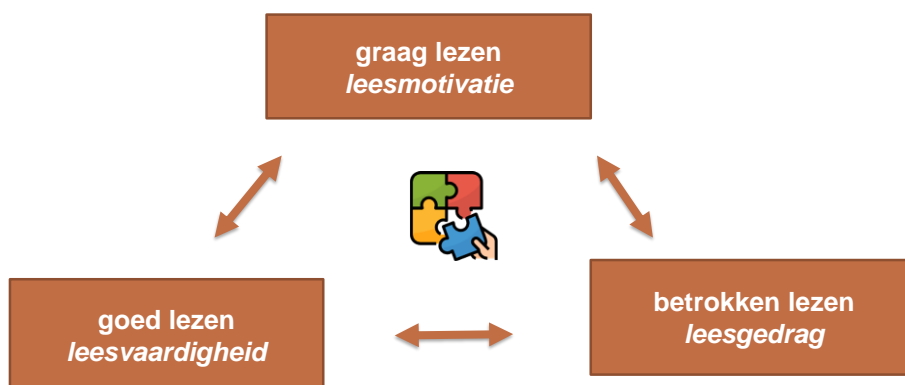 graag lezen
leesmotivatie
goed lezen
leesvaardigheid
betrokken lezen
leesgedrag